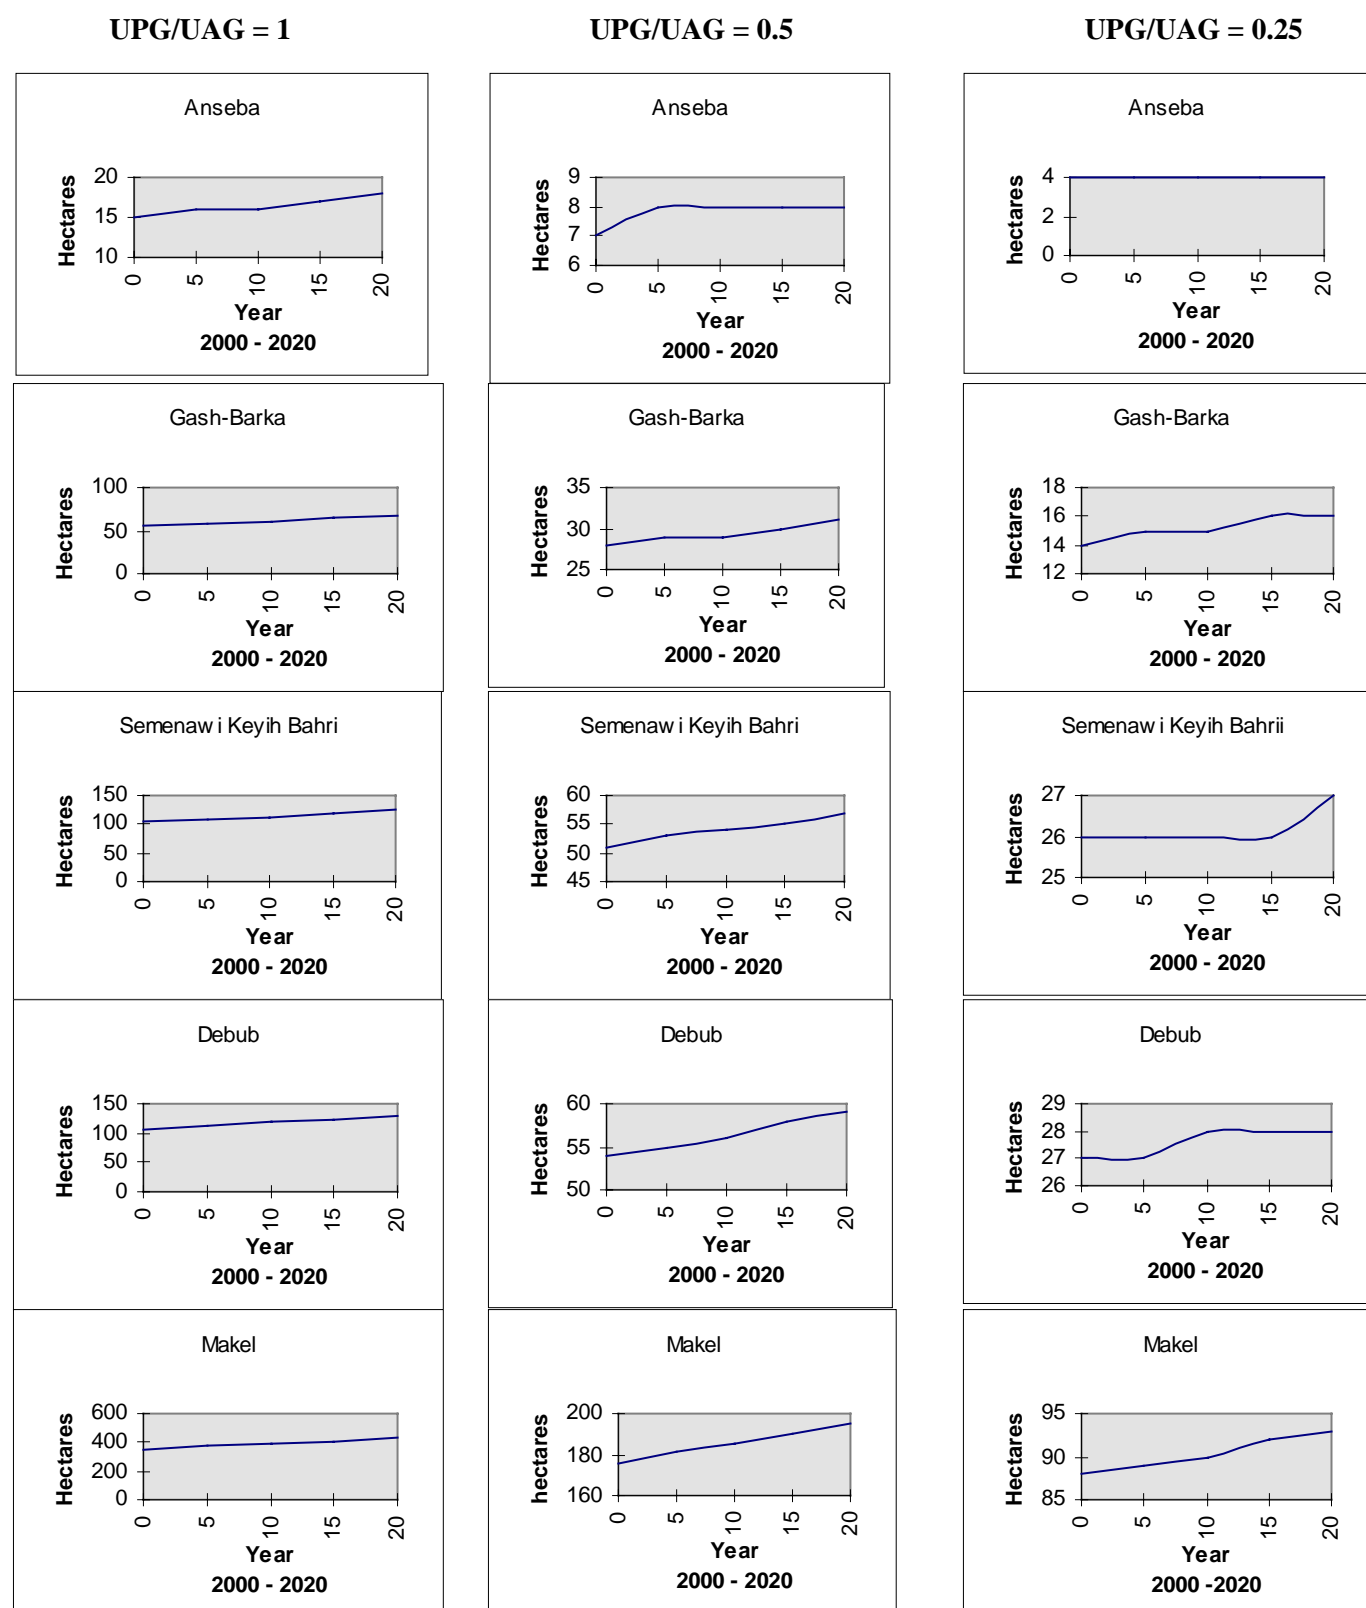 UPG/UAG = 1
UPG/UAG = 0.5
UPG/UAG = 0.25
Anseba
20
15
10
Hectares
0 5 10 15 20
Year
2000 - 2020
Anseba
9
8
7
6
Hectares
0 5 10 15 20
Year
2000 - 2020
Anseba
4
2
0
hectares
0 5 10 15 20
Year
2000 - 2020
Gash-Barka
100
50
0
Hectares
0 5 10 15 20
Year
2000 - 2020
Gash-Barka
35
30
25
Hectares
0 5 10 15 20
Year
2000 - 2020
Gash-Barka
18
16
14
12
Hectares
0 5 10 15 20
Year
2000 - 2020
Semenawi Keyih Bahri
150
100
50
0
Hectares
0 5 10 15 20
Year
2000 - 2020
Semenawi Keyih Bahri
60
55
50
45
Hectares
0 5 10 15 20
Year
2000 - 2020
Semenawi Keyih Bahrii
27
26
25
Hectares
0 5 10 15 20
Year
2000 - 2020
Debub
150
100
50
0
Hectares
0 5 10 15 20
Year
2000 - 2020
Debub
60
55
50
Hectares
0 5 10 15 20
Year
2000 - 2020
Debub
29
28
27
26
Hectares
0 5 10 15 20
Year
2000 - 2020
Makel
600
400
200
0
Hectares
0 5 10 15 20
Year
2000 - 2020
Makel
200
180
160
hectares
0 5 10 15 20
Year
2000 - 2020
Makel
95
90
85
Hectares
0 5 10 15 20
Year
2000 -2020